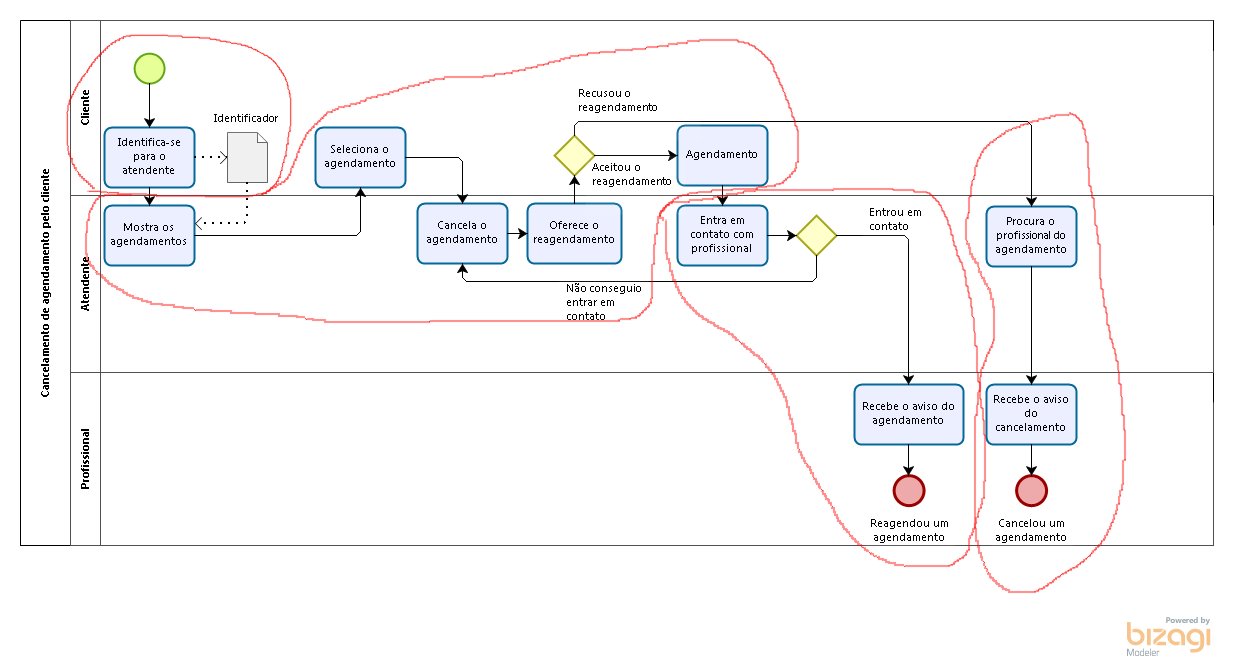 Cancelamento de agendamento pelo cliente
Cliente
Identifica-se
para o
atendente
Identificador
Seleciona o
agendamento
Recusou o
reagendamento
Aceitou o
reagendamento
Agendamento
Atendente
Mostra os
agendamentos
Cancela o
agendamento
Oferece o
reagendamento
Entra em
contato com
profissional
Entrou em
contato
Não conseguio
entrar em
contato
Procura o
profissional do
agendamento
Profissional
Recebe o aviso do
agendamento
Recebe o aviso
do
cancelamento
Reagendou um
agendamento
Cancelou um
agendamento
Powered by
bizagi
Modeler